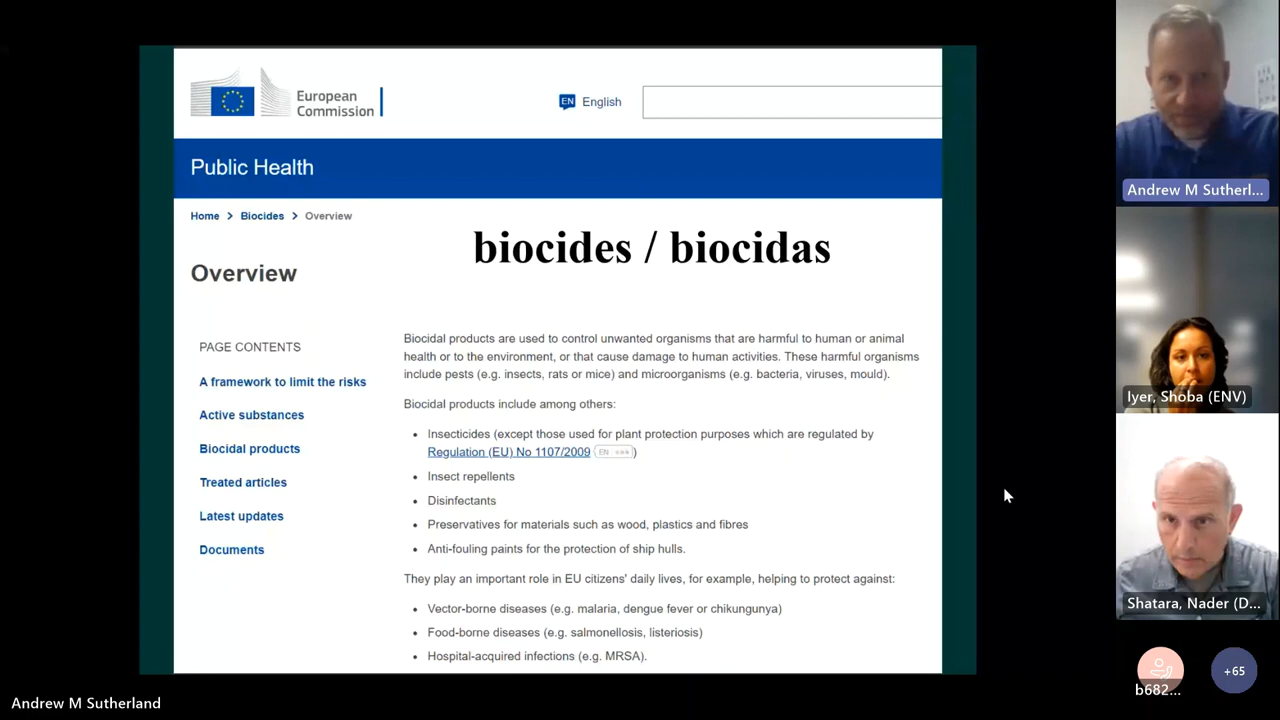 European
Commission
EN English
Public Health
Home > Biocides > Overview
biocides / biocidas
Overview
PAGE CONTENTS
A framework to limit the risks
Active substances
Biocidal products
Treated articles
Latest updates
Documents
Biocidal products are used to control unwanted organisms that are harmful to human or animal
health or to the environment, or that cause damage to human activities. These harmful organisms
include pests (e.g. insects, rats or mice) and microorganisms (e.g. bacteria, viruses, mould).
Biocidal products include among others:
• Insecticides (except those used for plant protection purposes which are regulated by
Regulation (EU) No 1107/2009 EN •••)
• Insect repellents
• Disinfectants
• Preservatives for materials such as wood, plastics and fibres
• Anti-fouling paints for the protection of ship hulls.
They play an important role in EU citizens' daily lives, for example, helping to protect against:
• Vector-borne diseases (e.g. malaria, dengue fever or chikungunya)
• Food-borne diseases (e.g. salmonellosis, listeriosis)
• Hospital-acquired infections (e.g. MRSA).
Andrew M Sutherl...
Iyer, Shoba (ENV)
Shatara, Nader (D...
b682...
+65
Andrew M Sutherland